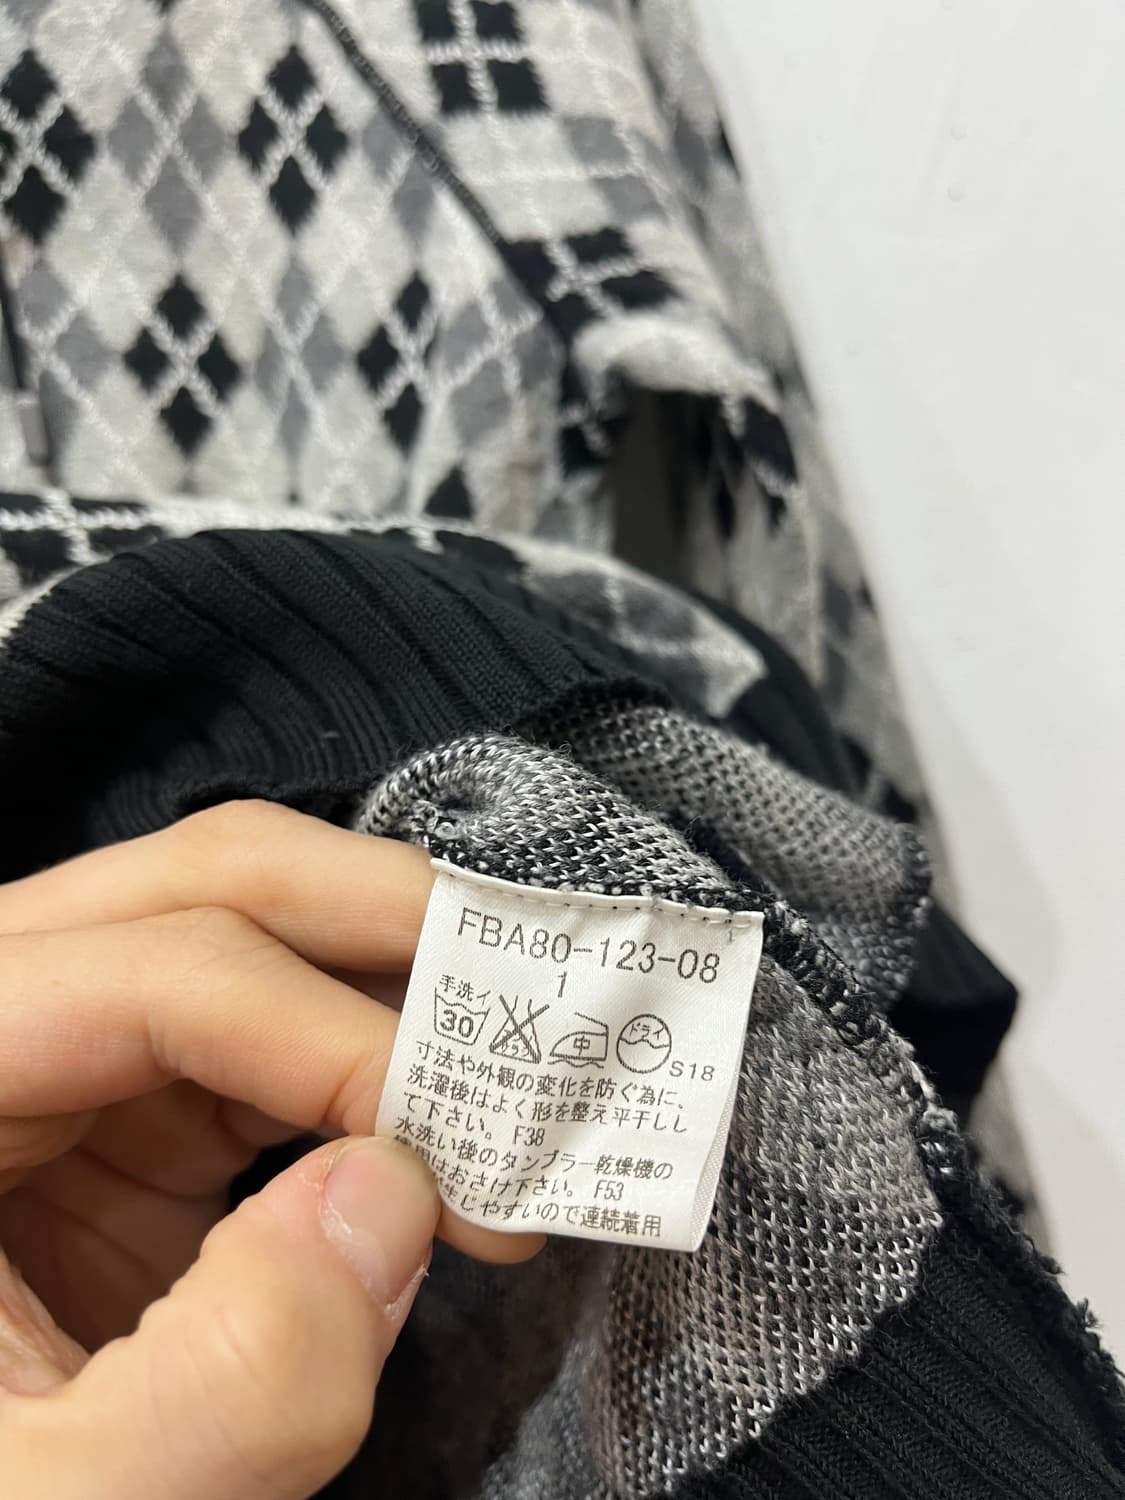 FBA80-123-08
1
手洗イ
30 中 ドライ S18
寸法や外観の変化を防ぐ為に、
洗濯後はよく形を整え平干しし
て下さい。 F38
水洗い後のタンブラー乾燥機の
用はおさけ下さい。 F53
じやすいので連続着用